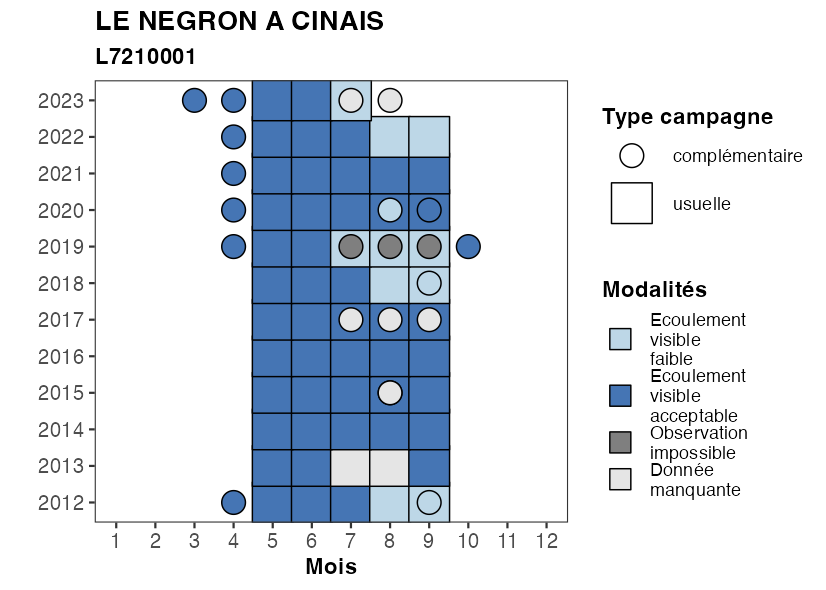 LE NEGRON A CINAIS
L7210001
2023
2022
2021
2020
2019
2018
2017
2016
2015
2014
2013
2012
1 2 3 4 5 6 7 8 9 10 11 12
Mois
Type campagne
complémentaire
usuelle
Modalités
Ecoulement
visible
faible
Ecoulement
visible
acceptable
Observation
impossible
Donnée
manquante